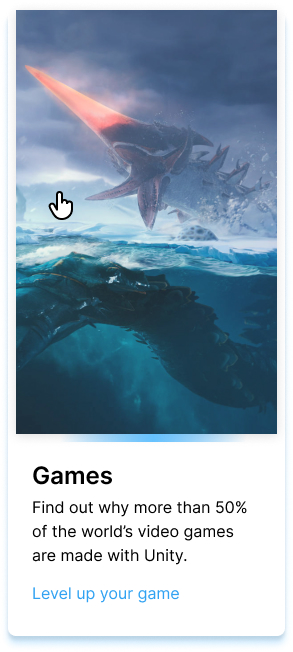 Games
Find out why more than 50%
of the world’s video games
are made with Unity.
Level up your game